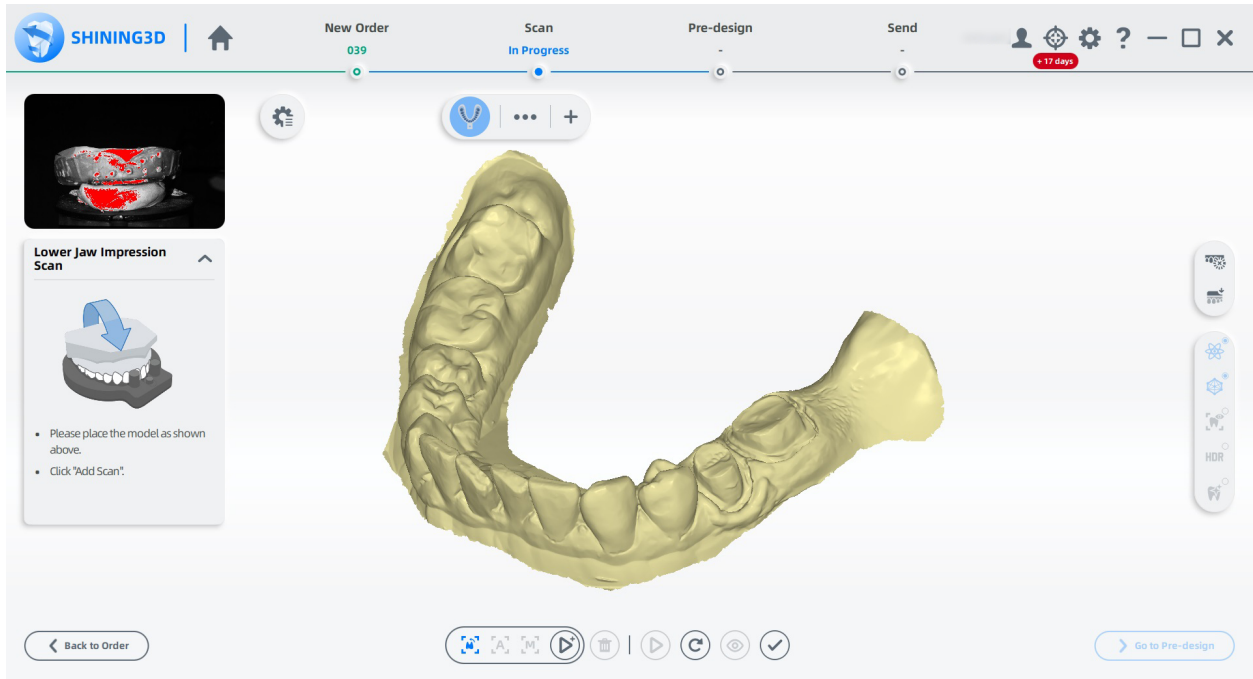 SHINING3D
New Order
039
Scan
In Progress
Pre-design
-
Send
-
+ 17 days
Lower Jaw Impression
Scan
• Please place the model as shown
above.
• Click "Add Scan".
HDR
Back to Order
A
M
Go to Pre-design